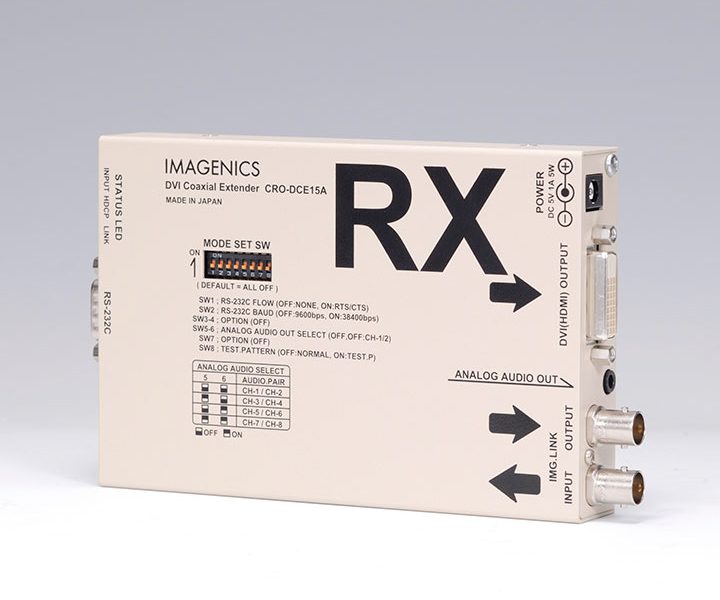 IMAGENICS
DVI Coaxial Extender CRO-DCE15A
MADE IN JAPAN
RX
POWER
DC 5V 1A 5W
STATUS LED
INPUT HDCP LINK
RS-232C
MODE SET SW
ON
ON
1 2 3 4 5 6 7 8
( DEFAULT = ALL OFF )
SW1 ; RS-232C FLOW (OFF:NONE, ON:RTS/CTS)
SW2 ; RS-232C BAUD (OFF:9600bps, ON:38400bps)
SW3-4 ; OPTION (OFF)
SW5-6 ; ANALOG AUDIO OUT SELECT (OFF,OFF:CH-1/2)
SW7 ; OPTION (OFF)
SW8 ; TEST.PATTERN (OFF:NORMAL, ON:TEST.P)
ANALOG AUDIO SELECT
5 6 AUDIO.PAIR
CH-1 / CH-2
CH-3 / CH-4
CH-5 / CH-6
CH-7 / CH-8
OFF ON
DVI(HDMI) OUTPUT
ANALOG AUDIO OUT
IMG.LINK
OUTPUT
INPUT